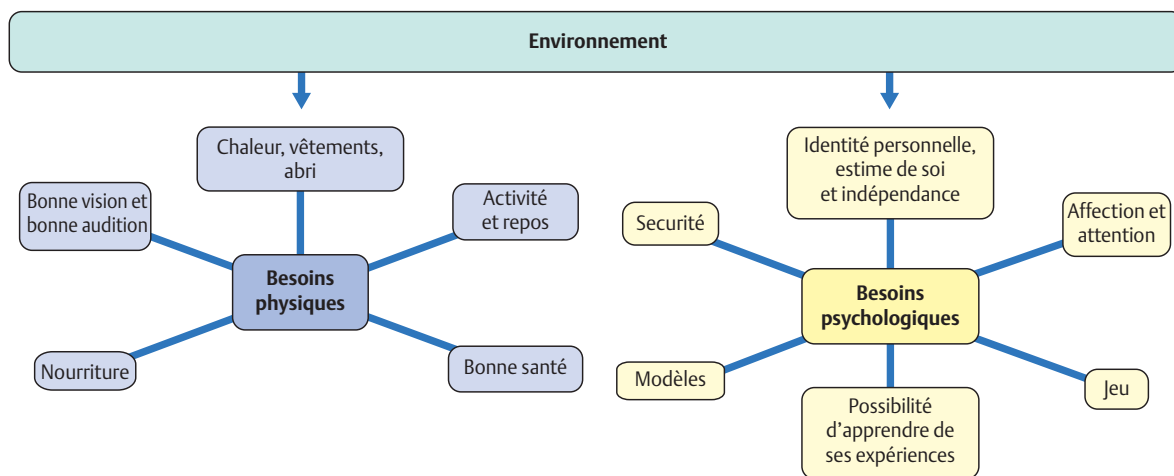 Environnement
Chaleur, vêtements,
abri
Bonne vision et
bonne audition
Activité
et repos
Besoins
physiques
Nourriture
Bonne santé
Identité personnelle,
estime de soi
et indépendance
Securité
Affection et
attention
Besoins
psychologiques
Modèles
Jeu
Possibilité
d'apprendre de
ses expériences